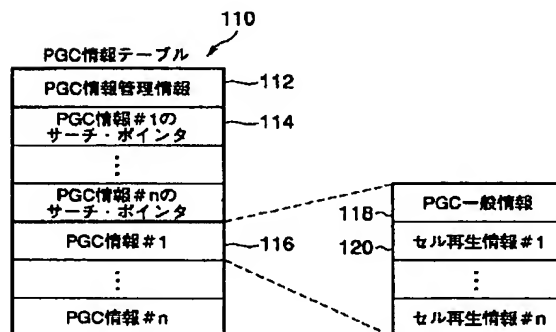 110
PGC情報テーブル
PGC情報管理情報
112
PGC情報#1の
サーチ・ポインタ
114
⋮
PGC情報#nの
サーチ・ポインタ
PGC情報#1
116
⋮
PGC情報#n
PGC一般情報
118
セル再生情報#1
120
⋮
セル再生情報#n